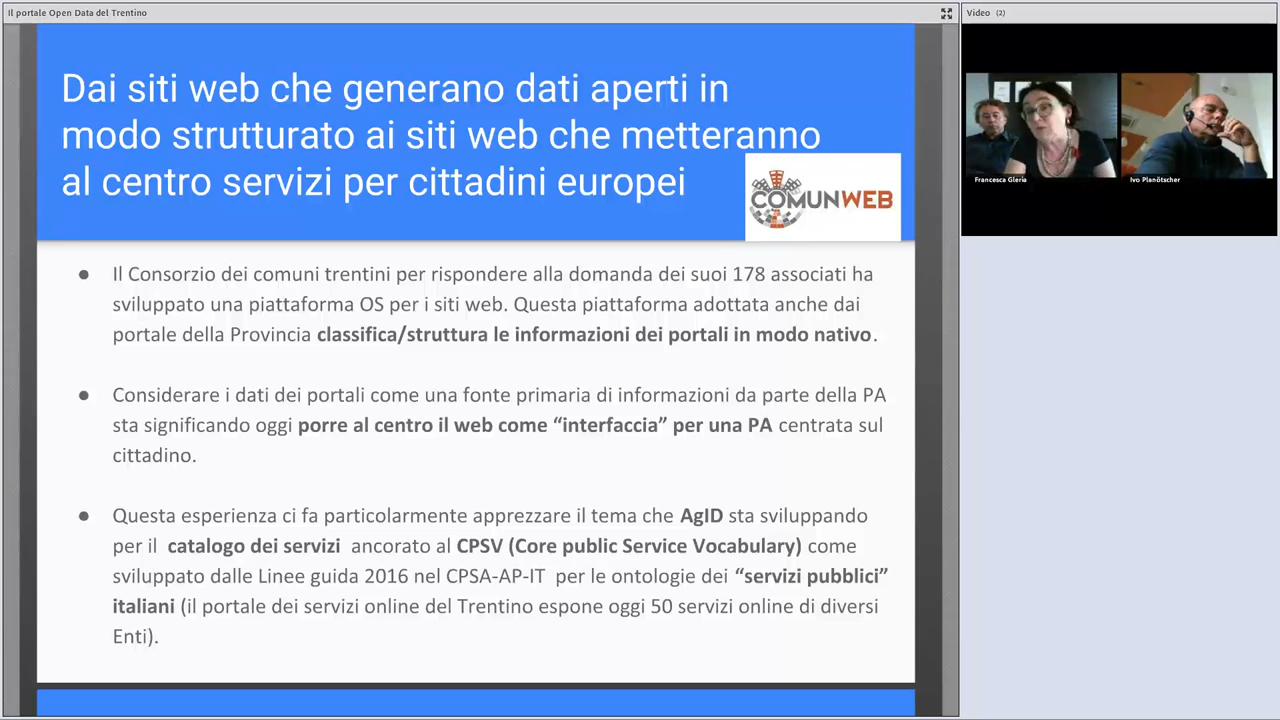 Il portale Open Data del Trentino
Dai siti web che generano dati aperti in
modo strutturato ai siti web che metteranno
al centro servizi per cittadini europei
COMUNWEB
● Il Consorzio dei comuni trentini per rispondere alla domanda dei suoi 178 associati ha
sviluppato una piattaforma OS per i siti web. Questa piattaforma adottata anche dai
portale della Provincia classifica/struttura le informazioni dei portali in modo nativo.
● Considerare i dati dei portali come una fonte primaria di informazioni da parte della PA
sta significando oggi porre al centro il web come “interfaccia” per una PA centrata sul
cittadino.
● Questa esperienza ci fa particolarmente apprezzare il tema che AgID sta sviluppando
per il catalogo dei servizi ancorato al CPSV (Core public Service Vocabulary) come
sviluppato dalle Linee guida 2016 nel CPSA-AP-IT per le ontologie dei “servizi pubblici”
italiani (il portale dei servizi online del Trentino espone oggi 50 servizi online di diversi
Enti).
Video (2)
Francesca Gleria
Ivo Planötscher